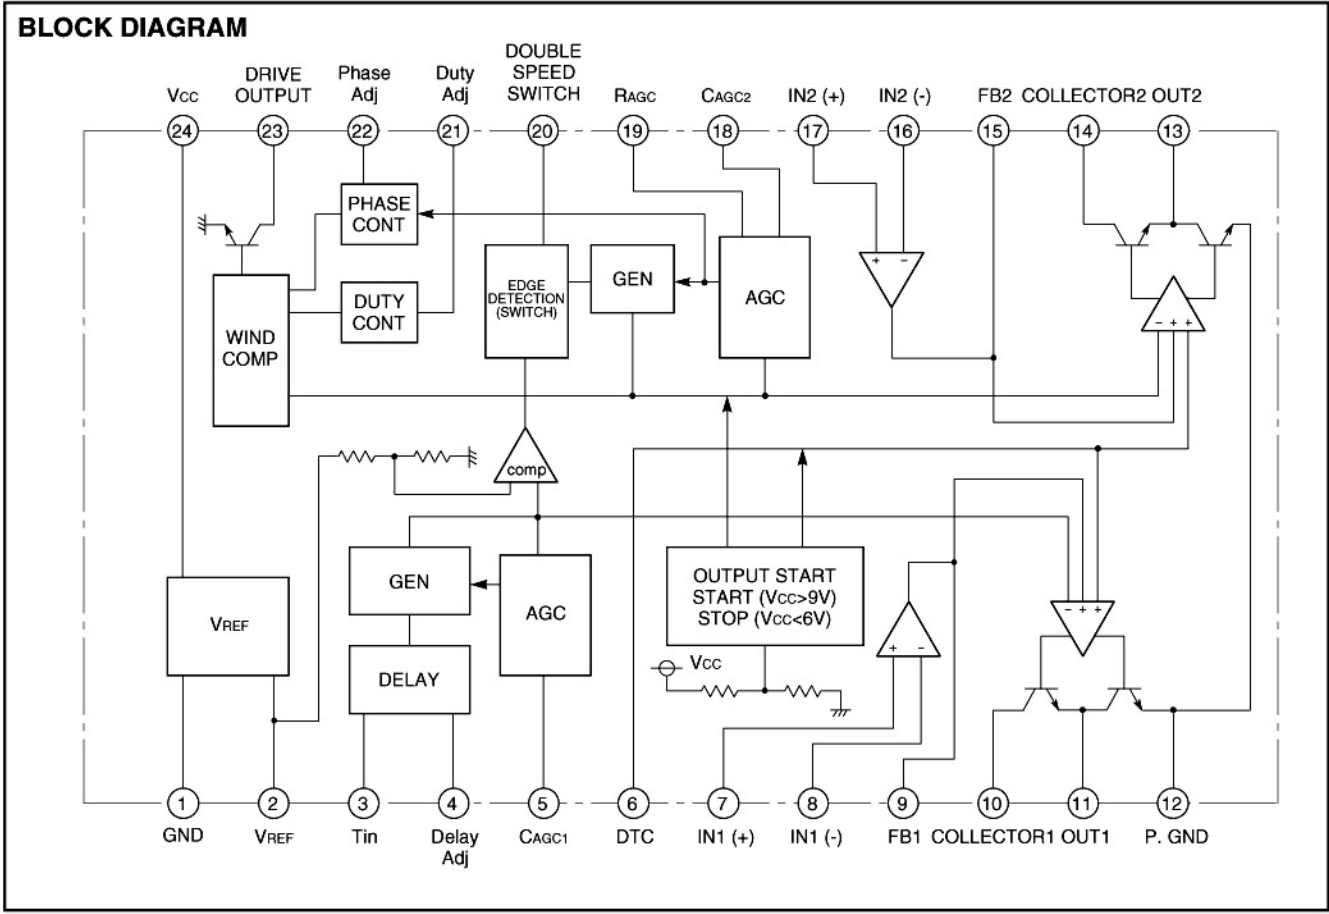 BLOCK DIAGRAM
DOUBLE
SPEED
SWITCH
DRIVE
OUTPUT
Phase
Adj
Duty
Adj
VCC
RAGC
CAGC2
IN2 (+)
IN2 (-)
FB2
COLLECTOR2
OUT2
24
23
22
21
20
19
18
17
16
15
14
13
PHASE
CONT
DUTY
CONT
WIND
COMP
EDGE
DETECTION
(SWITCH)
GEN
AGC
+ -
- + +
comp
GEN
AGC
DELAY
VREF
OUTPUT START
START (VCC>9V)
STOP (VCC<6V)
VCC
+ -
- + +
1
2
3
4
5
6
7
8
9
10
11
12
GND
VREF
Tin
Delay
Adj
CAGC1
DTC
IN1 (+)
IN1 (-)
FB1
COLLECTOR1
OUT1
P. GND